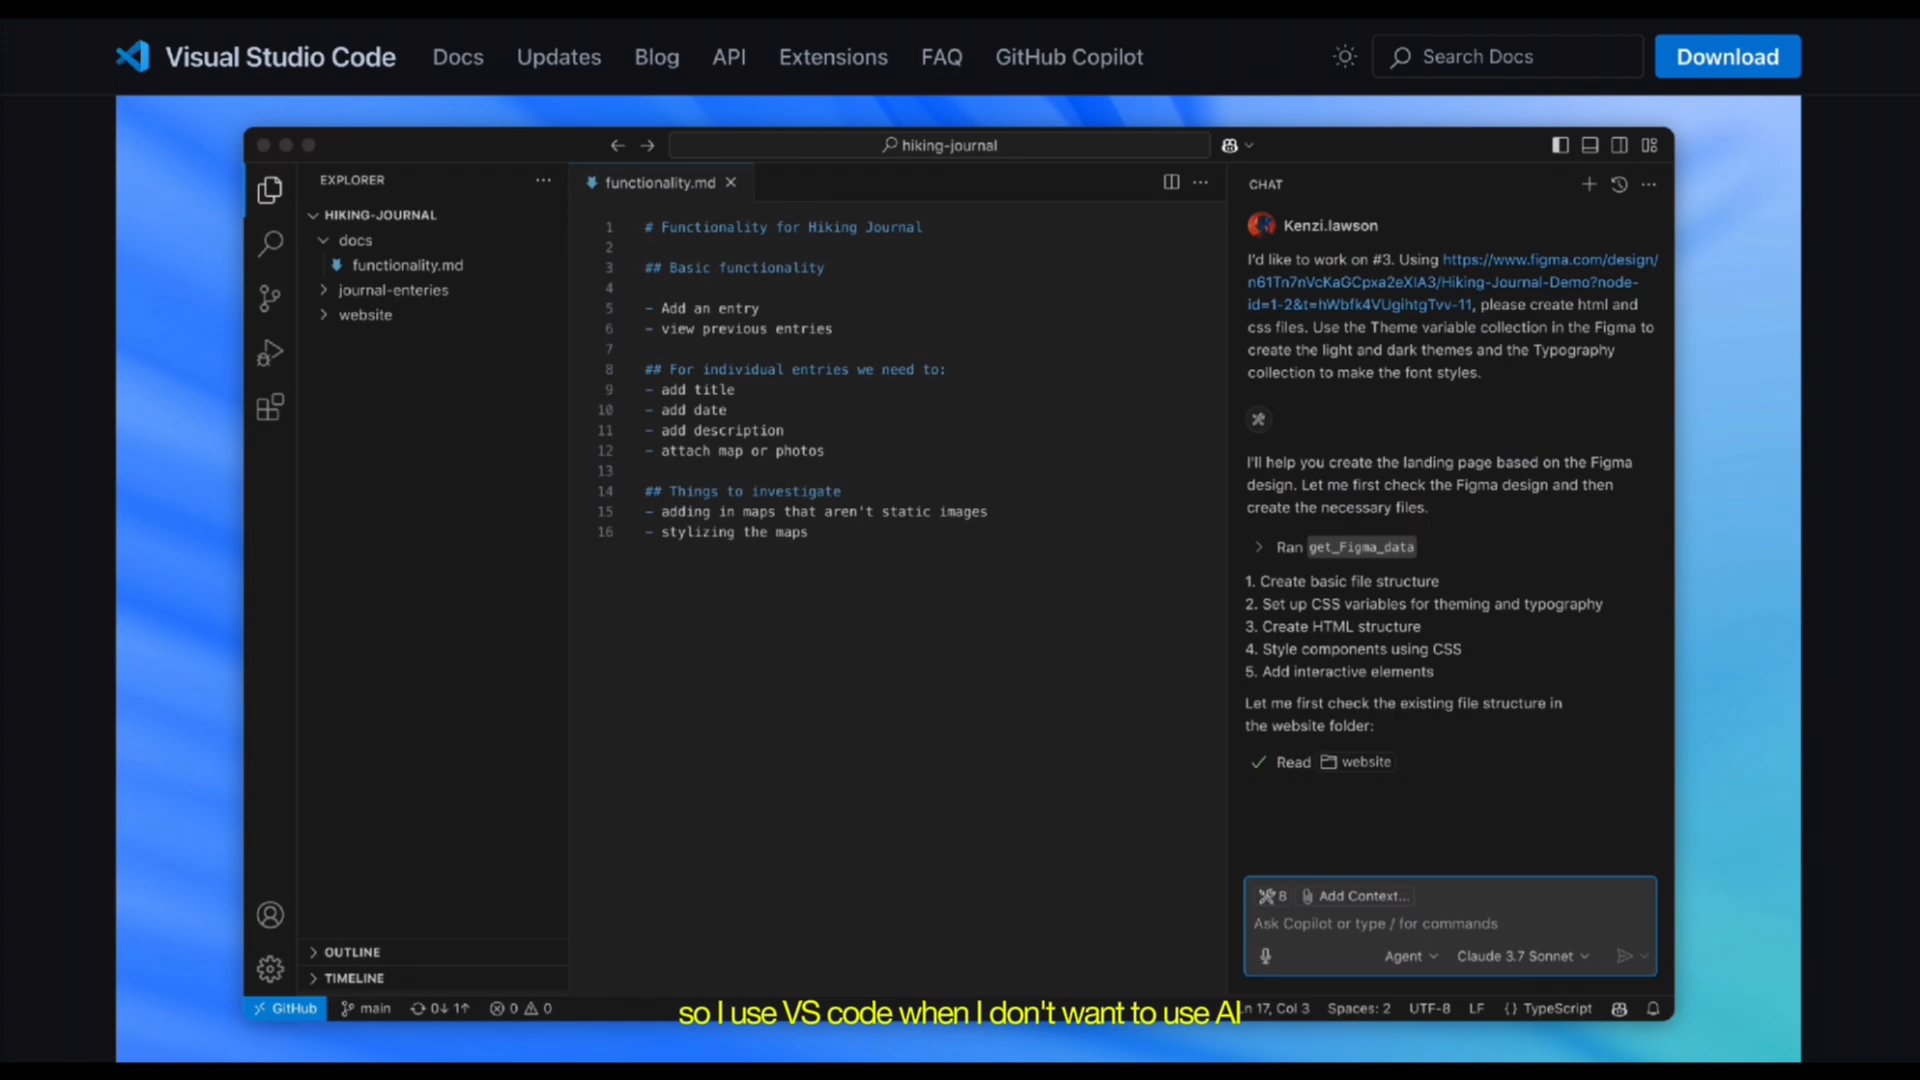 Visual Studio Code Docs Updates Blog API Extensions FAQ GitHub Copilot Search Docs Download
hiking-journal
EXPLORER
HIKING-JOURNAL
docs
functionality.md
journal-enteries
website
OUTLINE
TIMELINE
functionality.md
1 # Functionality for Hiking Journal
2
3 ## Basic functionality
4
5 - Add an entry
6 - view previous entries
7
8 ## For individual entries we need to:
9 - add title
10 - add date
11 - add description
12 - attach map or photos
13
14 ## Things to investigate
15 - adding in maps that aren't static images
16 - stylizing the maps
CHAT
Kenzi.lawson
I'd like to work on #3. Using https://www.figma.com/design/
n61Tn7nVcKaGCpxa2eXIA3/Hiking-Journal-Demo?node-
id=1-2&t=hWbfk4VUgihtgTvv-11, please create html and
css files. Use the Theme variable collection in the Figma to
create the light and dark themes and the Typography
collection to make the font styles.
I'll help you create the landing page based on the Figma
design. Let me first check the Figma design and then
create the necessary files.
Ran get_Figma_data
1. Create basic file structure
2. Set up CSS variables for theming and typography
3. Create HTML structure
4. Style components using CSS
5. Add interactive elements
Let me first check the existing file structure in
the website folder:
Read website
8 Add Context...
Ask Copilot or type / for commands
Agent Claude 3.7 Sonnet
GitHub main 0↓ 1↑ 0 0 Ln 17, Col 3 Spaces: 2 UTF-8 LF {} TypeScript
so I use VS code when I don't want to use AI